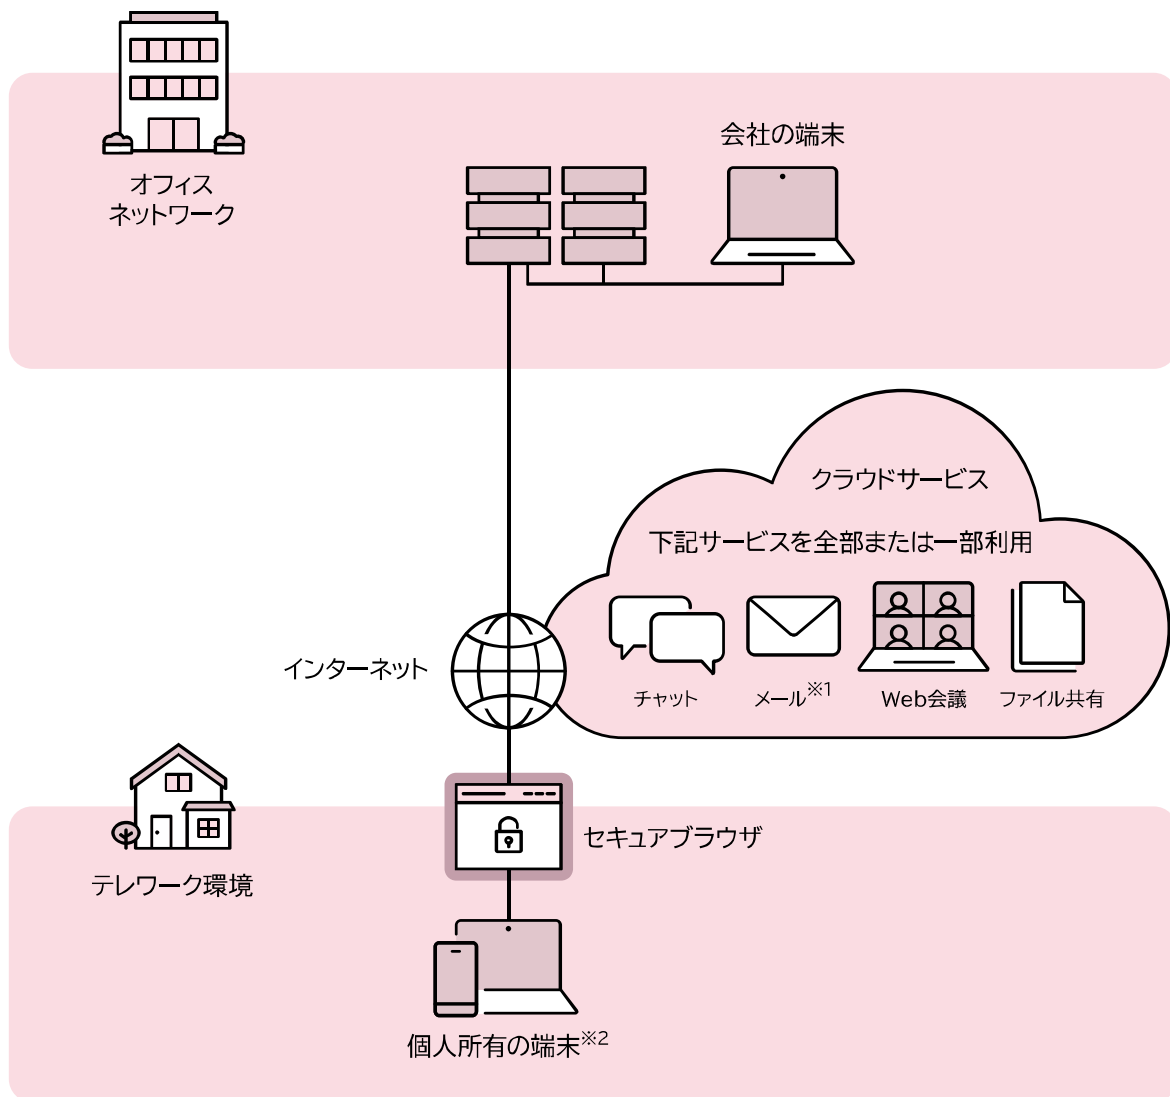 オフィス
ネットワーク
会社の端末
クラウドサービス
下記サービスを全部または一部利用
チャット
メール※1
Web会議
ファイル共有
インターネット
セキュアブラウザ
テレワーク環境
個人所有の端末※2